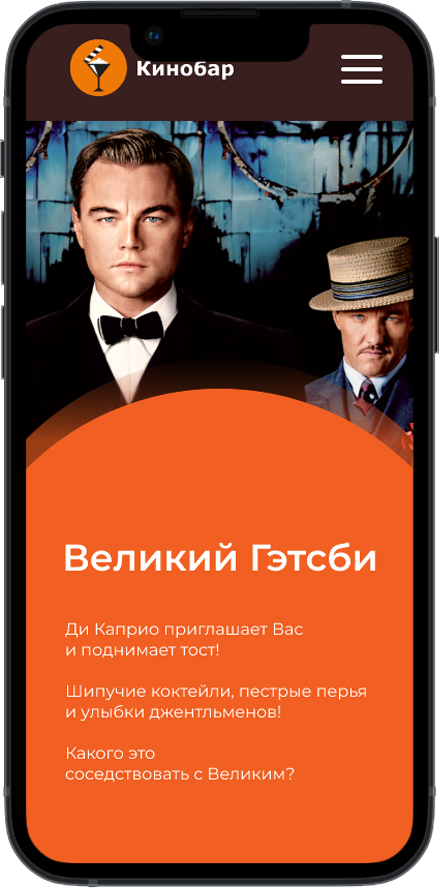 Кинобар
Великий Гэтсби
Ди Каприо приглашает Вас
и поднимает тост!
Шипучие коктейли, пестрые перья
и улыбки джентльменов!
Какого это
соседствовать с Великим?